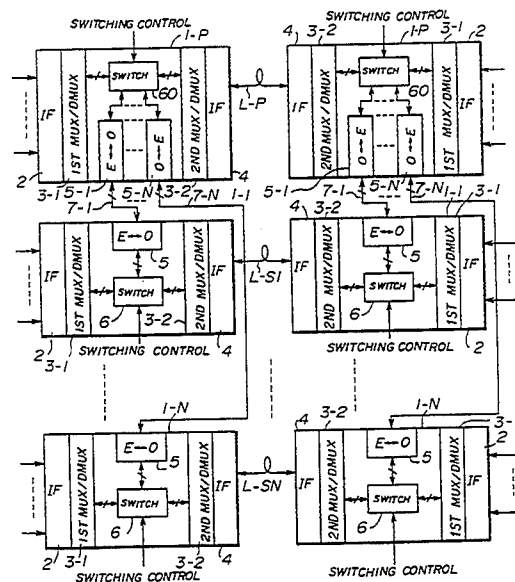 SWITCHING CONTROL
SWITCHING CONTROL
4 3-2 1-P 3-1 2
1-P
IF 1ST MUX/DMUX SWITCH 2ND MUX/DMUX IF
60
L-P
IF 2ND MUX/DMUX SWITCH 1ST MUX/DMUX IF
60
E↔O O↔E
E↔O O↔E
2 3-1 5-1 5-N 3-2 1-1 4
7-1 7-N
5-1 7-1 5-N 7-N 1-1 3-1
4 3-2
IF 1ST MUX/DMUX E↔O 5 SWITCH 6 3-2 2ND MUX/DMUX IF
L-S1
IF 2ND MUX/DMUX E↔O 5 SWITCH 6 1ST MUX/DMUX IF
2 3-1 SWITCHING CONTROL 4
SWITCHING CONTROL 2
1-N
4 3-2 1-N 3- 2
IF 1ST MUX/DMUX E↔O 5 SWITCH 6 2ND MUX/DMUX IF
L-SN
IF 2ND MUX/DMUX E↔O 5 SWITCH 6 1ST MUX/DMUX IF
2 3-1 3-2 4
SWITCHING CONTROL
SWITCHING CONTROL